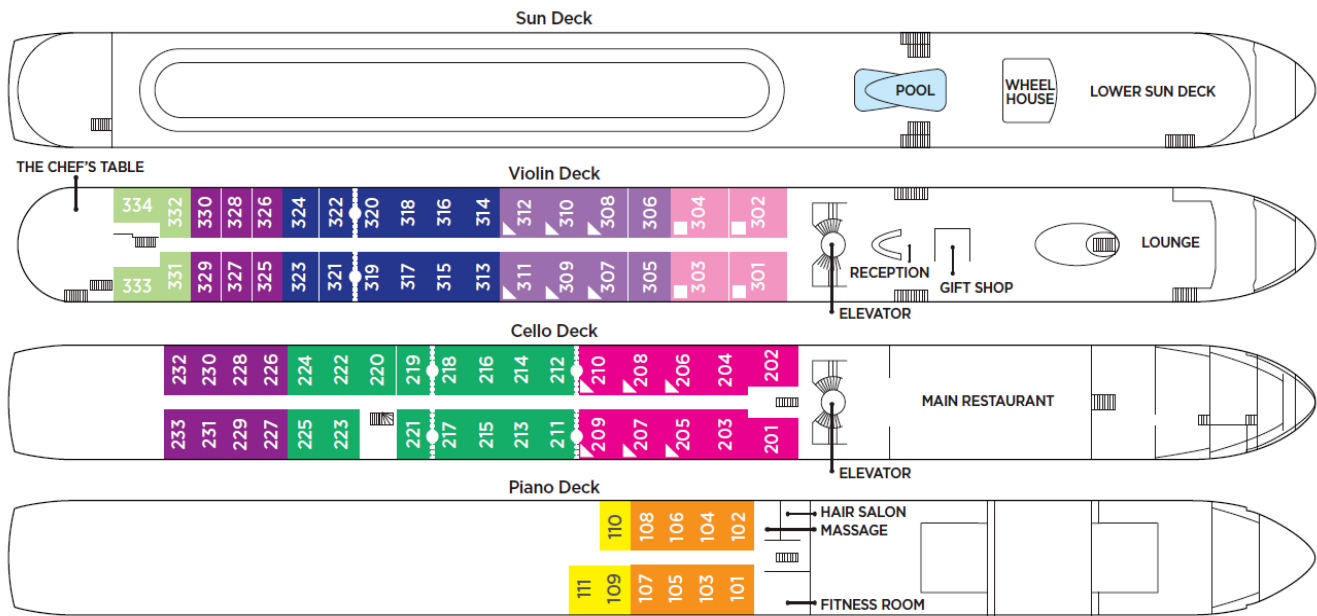 Sun Deck
POOL
WHEEL
HOUSE
LOWER SUN DECK
THE CHEF'S TABLE
Violin Deck
334 332 330 328 326 324 322 320 318 316 314 312 310 308 306 304 302
333 331 329 327 325 323 321 319 317 315 313 311 309 307 305 303 301
LOUNGE
RECEPTION
GIFT SHOP
ELEVATOR
Cello Deck
232 230 228 226 224 222 220 219 218 216 214 212 210 208 206 204 202
233 231 229 227 225 223 221 217 215 213 211 209 207 205 203 201
MAIN RESTAURANT
ELEVATOR
Piano Deck
110 108 106 104 102
111 109 107 105 103 101
HAIR SALON
MASSAGE
FITNESS ROOM